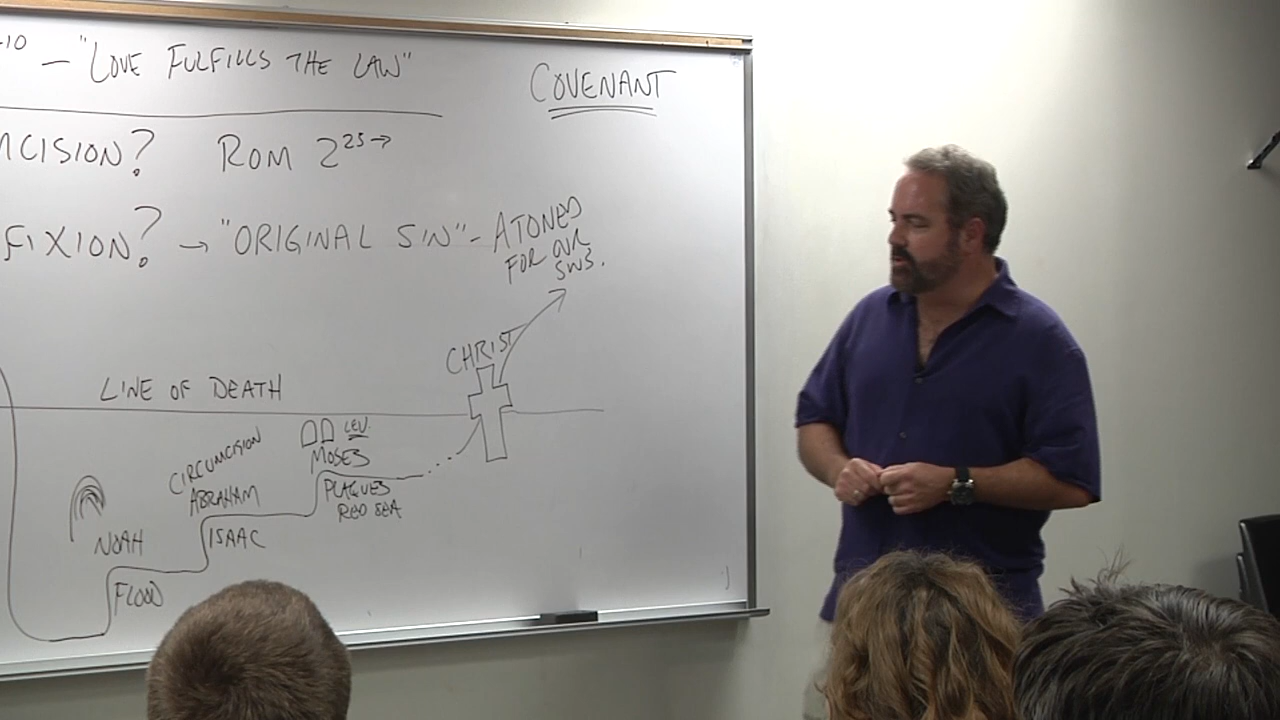 -10 — "LOVE FULFILLS THE LAW"
COVENANT
NCISION? ROM 2 25→
FIXION? → "ORIGINAL SIN" - ATONED
FOR OUR
SINS.
CHRIST
LINE OF DEATH
LEV.
CIRCUMCISION
MOSES
ABRAHAM
PLAGUES
RED SEA
ISAAC
NOAH
FLOOD